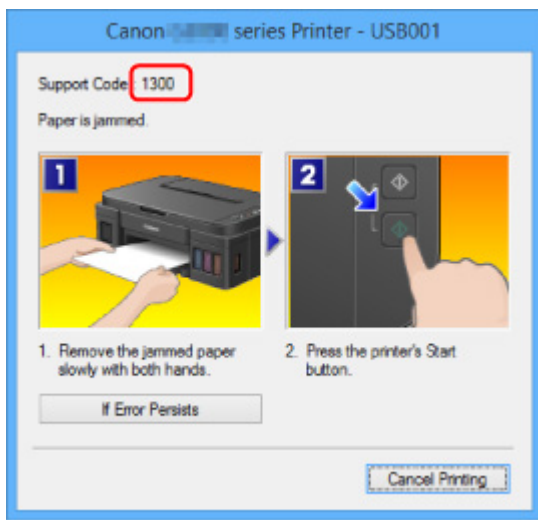 Canon series Printer - USB001
Support Code : 1300
Paper is jammed.
1
2
1. Remove the jammed paper
slowly with both hands.
2. Press the printer's Start
button.
If Error Persists
Cancel Printing